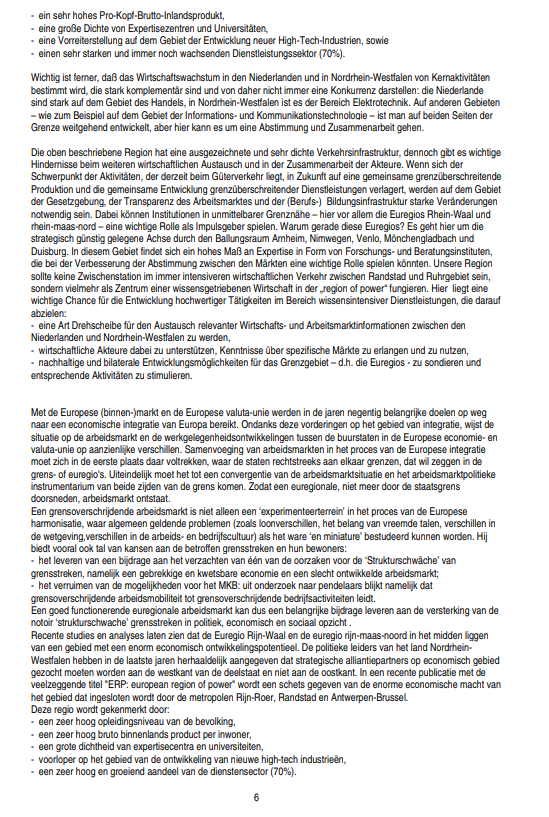 - ein sehr hohes Pro-Kopf-Brutto-Inlandsprodukt,
- eine große Dichte von Expertisezentren und Universitäten,
- eine Vorreiterstellung auf dem Gebiet der Entwicklung neuer High-Tech-Industrien, sowie
- einen sehr starken und immer noch wachsenden Dienstleistungssektor (70%).
Wichtig ist ferner, daß das Wirtschaftswachstum in den Niederlanden und in Nordrhein-Westfalen von Kernaktivitäten
bestimmt wird, die stark komplementär sind und von daher nicht immer eine Konkurrenz darstellen: die Niederlande
sind stark auf dem Gebiet des Handels, in Nordrhein-Westfalen ist es der Bereich Elektrotechnik. Auf anderen Gebieten
– wie zum Beispiel auf dem Gebiet der Informations- und Kommunikationstechnologie – ist man auf beiden Seiten der
Grenze weitgehend entwickelt, aber hier kann es um eine Abstimmung und Zusammenarbeit gehen.
Die oben beschriebene Region hat eine ausgezeichnete und sehr dichte Verkehrsinfrastruktur, dennoch gibt es wichtige
Hindernisse beim weiteren wirtschaftlichen Austausch und in der Zusammenarbeit der Akteure. Wenn sich der
Schwerpunkt der Aktivitäten, der derzeit beim Güterverkehr liegt, in Zukunft auf eine gemeinsame grenzüberschreitende
Produktion und die gemeinsame Entwicklung grenzüberschreitender Dienstleistungen verlagert, werden auf dem Gebiet
der Gesetzgebung, der Transparenz des Arbeitsmarktes und der (Berufs-) Bildungsinfrastruktur starke Veränderungen
notwendig sein. Dabei können Institutionen in unmittelbarer Grenznähe – hier vor allem die Euregios Rhein-Waal und
rhein-maas-nord – eine wichtige Rolle als Impulsgeber spielen. Warum gerade diese Euregios? Es geht hier um die
strategisch günstig gelegene Achse durch den Ballungsraum Arnheim, Nimwegen, Venlo, Mönchengladbach und
Duisburg. In diesem Gebiet findet sich ein hohes Maß an Expertise in Form von Forschungs- und Beratungsinstituten,
die bei der Verbesserung der Abstimmung zwischen den Märkten eine wichtige Rolle spielen könnten. Unsere Region
sollte keine Zwischenstation im immer intensiveren wirtschaftlichen Verkehr zwischen Randstad und Ruhrgebiet sein,
sondern vielmehr als Zentrum einer wissensgetriebenen Wirtschaft in der „region of power“ fungieren. Hier liegt eine
wichtige Chance für die Entwicklung hochwertiger Tätigkeiten im Bereich wissensintensiver Dienstleistungen, die darauf
abzielen:
- eine Art Drehscheibe für den Austausch relevanter Wirtschafts- und Arbeitsmarktinformationen zwischen den
Niederlanden und Nordrhein-Westfalen zu werden,
- wirtschaftliche Akteure dabei zu unterstützen, Kenntnisse über spezifische Märkte zu erlangen und zu nutzen,
- nachhaltige und bilaterale Entwicklungsmöglichkeiten für das Grenzgebiet – d.h. die Euregios - zu sondieren und
entsprechende Aktivitäten zu stimulieren.
Met de Europese (binnen-)markt en de Europese valuta-unie werden in de jaren negentig belangrijke doelen op weg
naar een economische integratie van Europa bereikt. Ondanks deze vorderingen op het gebied van integratie, wijst de
situatie op de arbeidsmarkt en de werkgelegenheidsontwikkelingen tussen de buurstaten in de Europese economie- en
valuta-unie op aanzienlijke verschillen. Samenvoeging van arbeidsmarkten in het proces van de Europese integratie
moet zich in de eerste plaats daar voltrekken, waar de staten rechtstreeks aan elkaar grenzen, dat wil zeggen in de
grens- of euregio's. Uiteindelijk moet het tot een convergentie van de arbeidsmarktsituatie en het arbeidsmarktpolitieke
instrumentarium van beide zijden van de grens komen. Zodat een euregionale, niet meer door de staatsgrens
doorsneden, arbeidsmarkt ontstaat.
Een grensoverschrijdende arbeidsmarkt is niet alleen een ‘experimenteerterrein’ in het proces van de Europese
harmonisatie, waar algemeen geldende problemen (zoals loonverschillen, het belang van vreemde talen, verschillen in
de wetgeving,verschillen in de arbeids- en bedrijfscultuur) als het ware ‘en miniature’ bestudeerd kunnen worden. Hij
biedt vooral ook tal van kansen aan de betroffen grensstreken en hun bewoners:
- het leveren van een bijdrage aan het verzachten van één van de oorzaken voor de ‘Strukturschwäche’ van
grensstreken, namelijk een gebrekkige en kwetsbare economie en een slecht ontwikkelde arbeidsmarkt;
- het verruimen van de mogelijkheden voor het MKB: uit onderzoek naar pendelaars blijkt namelijk dat
grensoverschrijdende arbeidsmobiliteit tot grensoverschrijdende bedrijfsactiviteiten leidt.
Een goed functionerende euregionale arbeidsmarkt kan dus een belangrijke bijdrage leveren aan de versterking van de
notoir ‘strukturschwache’ grensstreken in politiek, economisch en sociaal opzicht .
Recente studies en analyses laten zien dat de Euregio Rijn-Waal en de euregio rijn-maas-noord in het midden liggen
van een gebied met een enorm economisch ontwikkelingspotentieel. De politieke leiders van het land Nordrhein-
Westfalen hebben in de laatste jaren herhaaldelijk aangegeven dat strategische alliantiepartners op economisch gebied
gezocht moeten worden aan de westkant van de deelstaat en niet aan de oostkant. In een recente publicatie met de
veelzeggende titel "ERP: european region of power" wordt een schets gegeven van de enorme economische macht van
het gebied dat ingesloten wordt door de metropolen Rijn-Roer, Randstad en Antwerpen-Brussel.
Deze regio wordt gekenmerkt door:
- een zeer hoog opleidingsniveau van de bevolking,
- een zeer hoog bruto binnenlands product per inwoner,
- een grote dichtheid van expertisecentra en universiteiten,
- voorloper op het gebied van de ontwikkeling van nieuwe high-tech industrieën,
- een zeer hoog en groeiend aandeel van de dienstensector (70%).
6